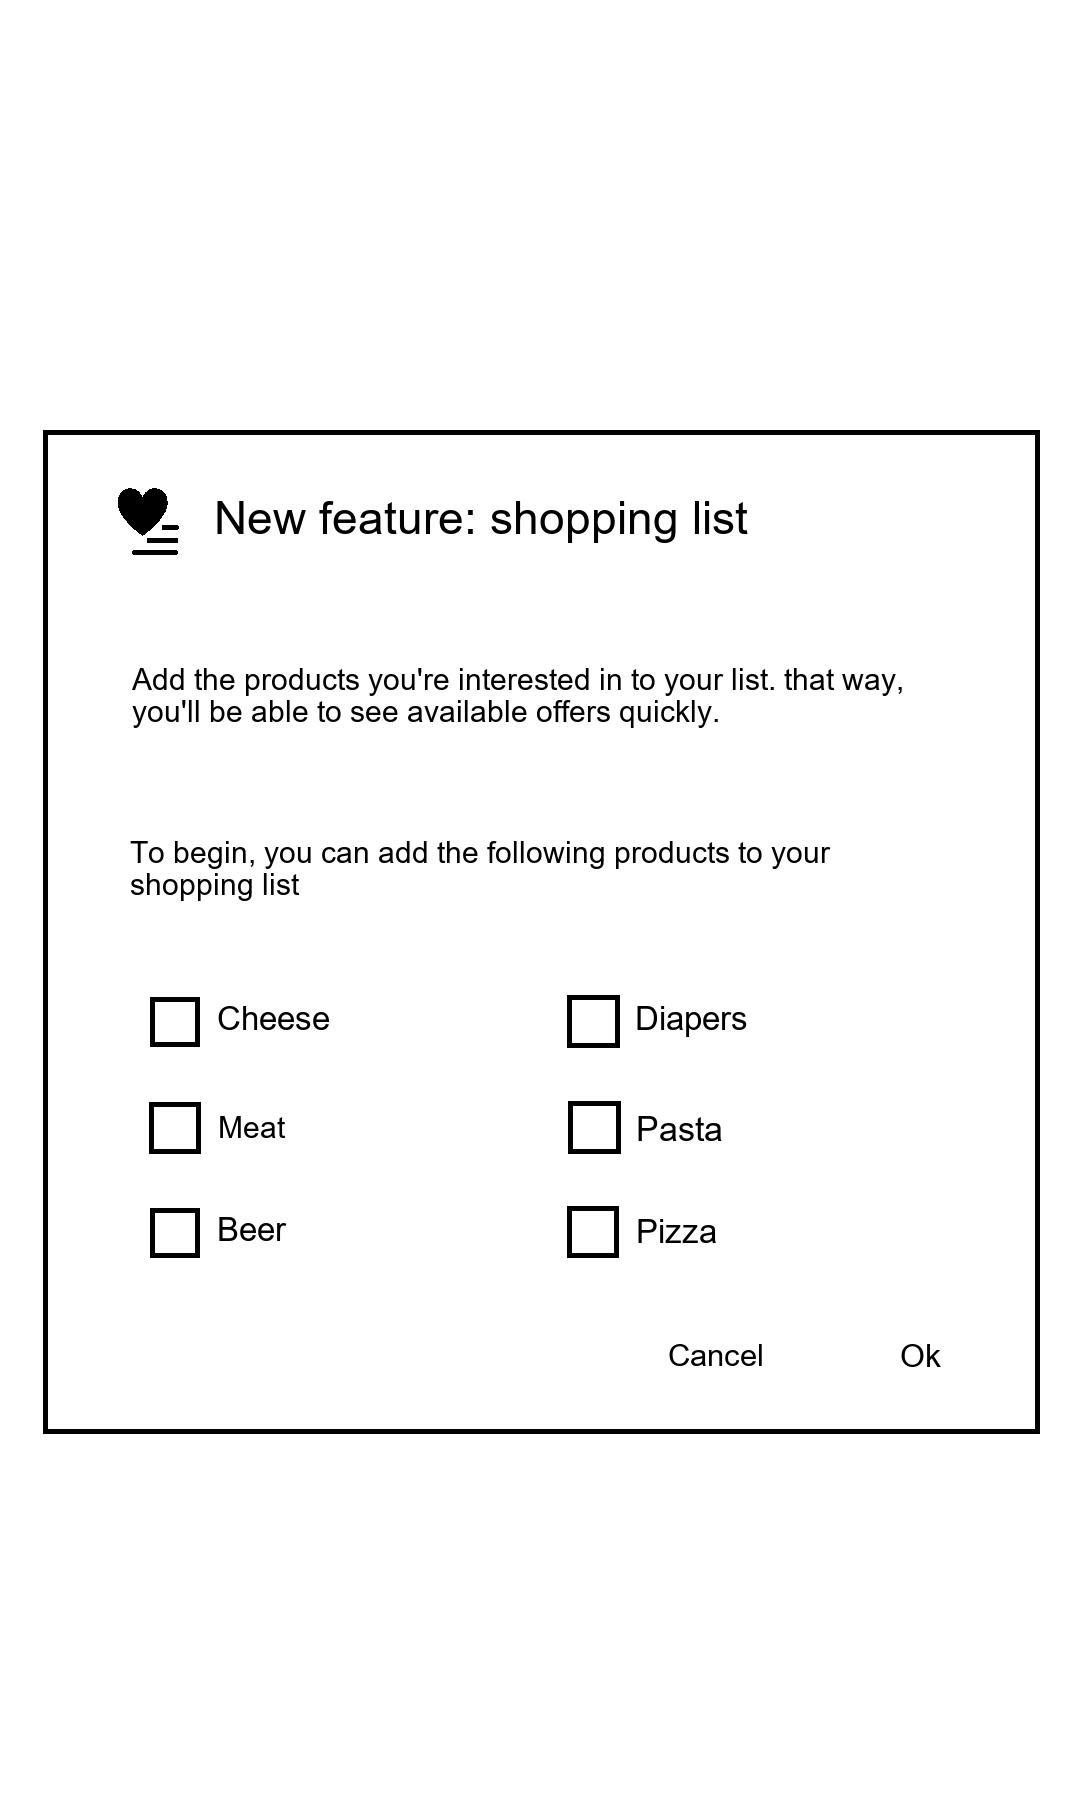 New feature: shopping list
Add the products you're interested in to your list. that way,
you'll be able to see available offers quickly.
To begin, you can add the following products to your
shopping list
Cheese
Diapers
Meat
Pasta
Beer
Pizza
Cancel
Ok